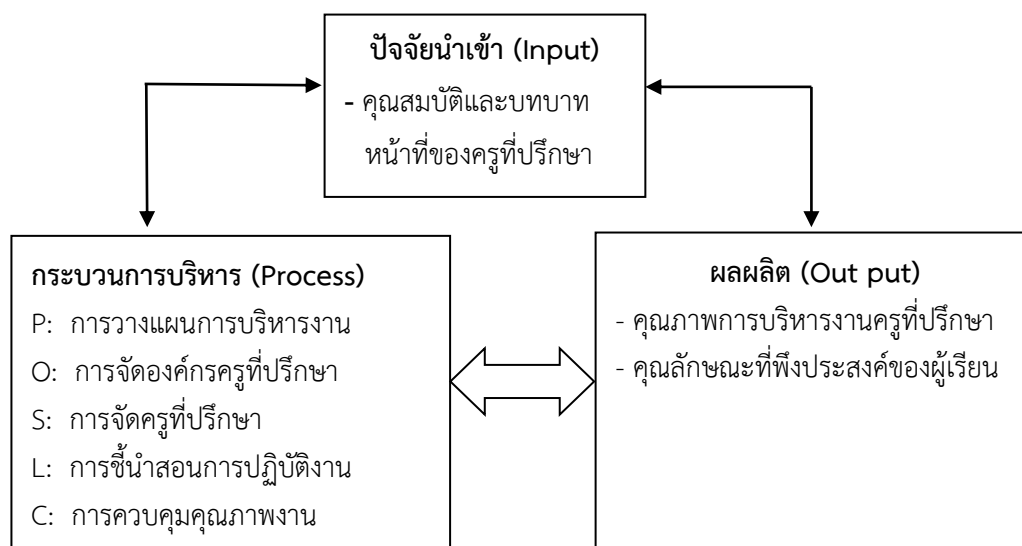 ปัจจัยนำเข้า (Input)
- คุณสมบัติและบทบาท
หน้าที่ของครูที่ปรึกษา
กระบวนการบริหาร (Process)
P: การวางแผนการบริหารงาน
O: การจัดองค์กรครูที่ปรึกษา
S: การจัดครูที่ปรึกษา
L: การชี้นำสอนการปฏิบัติงาน
C: การควบคุมคุณภาพงาน
ผลผลิต (Out put)
- คุณภาพการบริหารงานครูที่ปรึกษา
- คุณลักษณะที่พึงประสงค์ของผู้เรียน